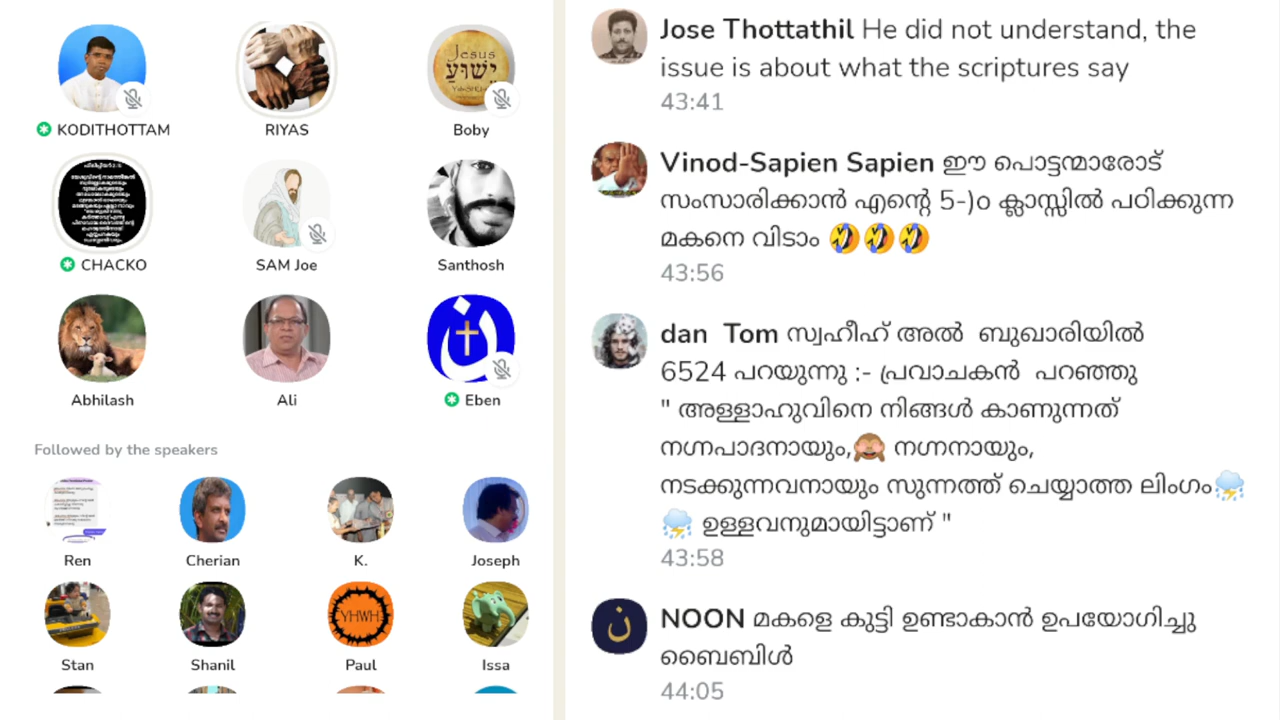 Jesus
ישוע
KODITHOTTAM
RIYAS
Boby
CHACKO
SAM Joe
Santhosh
Abhilash
Ali
Eben
Followed by the speakers
Ren
Cherian
K.
Joseph
YHWH
Stan
Shanil
Paul
Issa
Jose Thottathil He did not understand, the
issue is about what the scriptures say
43:41
Vinod-Sapien Sapien ഈ പൊട്ടന്മാരോട്
സംസാരിക്കാൻ എന്റെ 5-)o ക്ലാസ്സിൽ പഠിക്കുന്ന
മകനെ വിടാം 🤣🤣🤣
43:56
dan Tom സ്വഹീഹ് അൽ ബുഖാരിയിൽ
6524 പറയുന്നു :- പ്രവാചകൻ പറഞ്ഞു
" അള്ളാഹുവിനെ നിങ്ങൾ കാണുന്നത്
നഗ്നപാദനായും,🙈 നഗ്നനായും,
നടക്കുന്നവനായും സുന്നത്ത് ചെയ്യാത്ത ലിംഗം⛈️
⛈️ ഉള്ളവനുമായിട്ടാണ് "
43:58
NOON മകളെ കുട്ടി ഉണ്ടാകാൻ ഉപയോഗിച്ചു
ബൈബിൾ
44:05